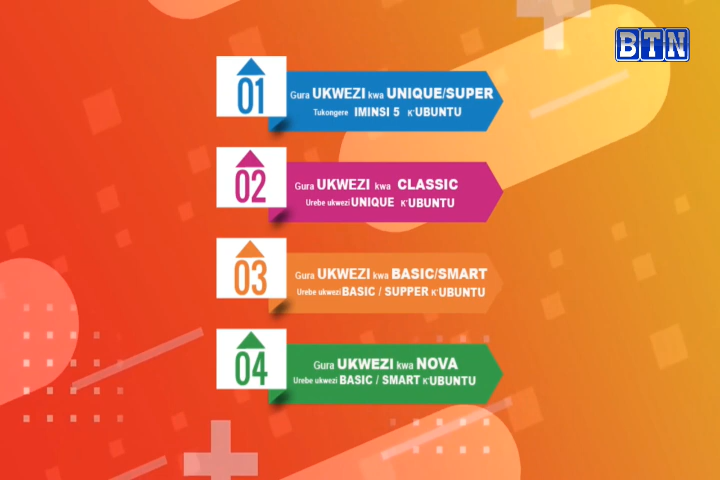 BTN
01
Gura UKWEZI kwa UNIQUE/SUPER
Tukongere IMINSI 5 K'UBUNTU
02
Gura UKWEZI kwa CLASSIC
Urebe ukwezi UNIQUE K'UBUNTU
03
Gura UKWEZI kwa BASIC/SMART
Urebe ukwezi BASIC / SUPPER K'UBUNTU
04
Gura UKWEZI kwa NOVA
Urebe ukwezi BASIC / SMART K'UBUNTU